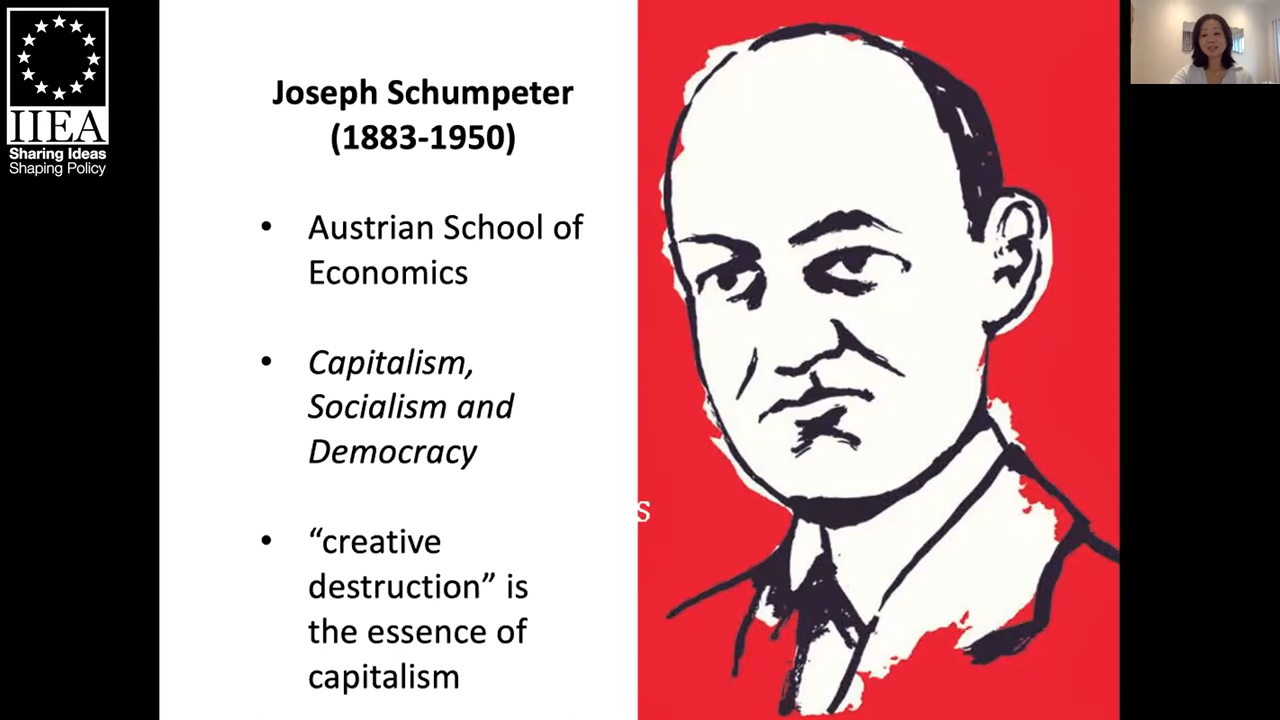 IIEA
Sharing Ideas
Shaping Policy
Joseph Schumpeter
(1883-1950)
• Austrian School of
Economics
• Capitalism,
Socialism and
Democracy
• “creative
destruction” is
the essence of
capitalism
s